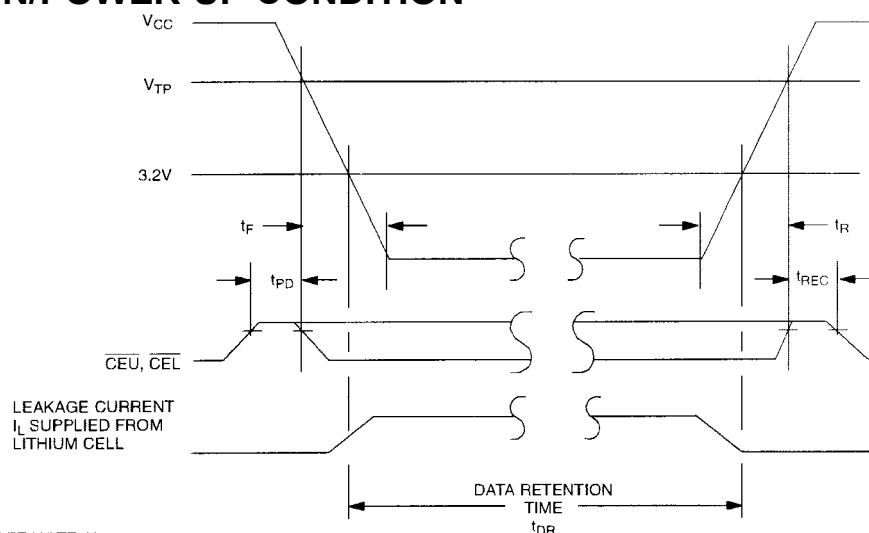 N/POWER-UP CONDITION
VCC
VTP
3.2V
tF
tR
tPD
tREC
CEU, CEL
LEAKAGE CURRENT
IL SUPPLIED FROM
LITHIUM CELL
DATA RETENTION
TIME
tDR